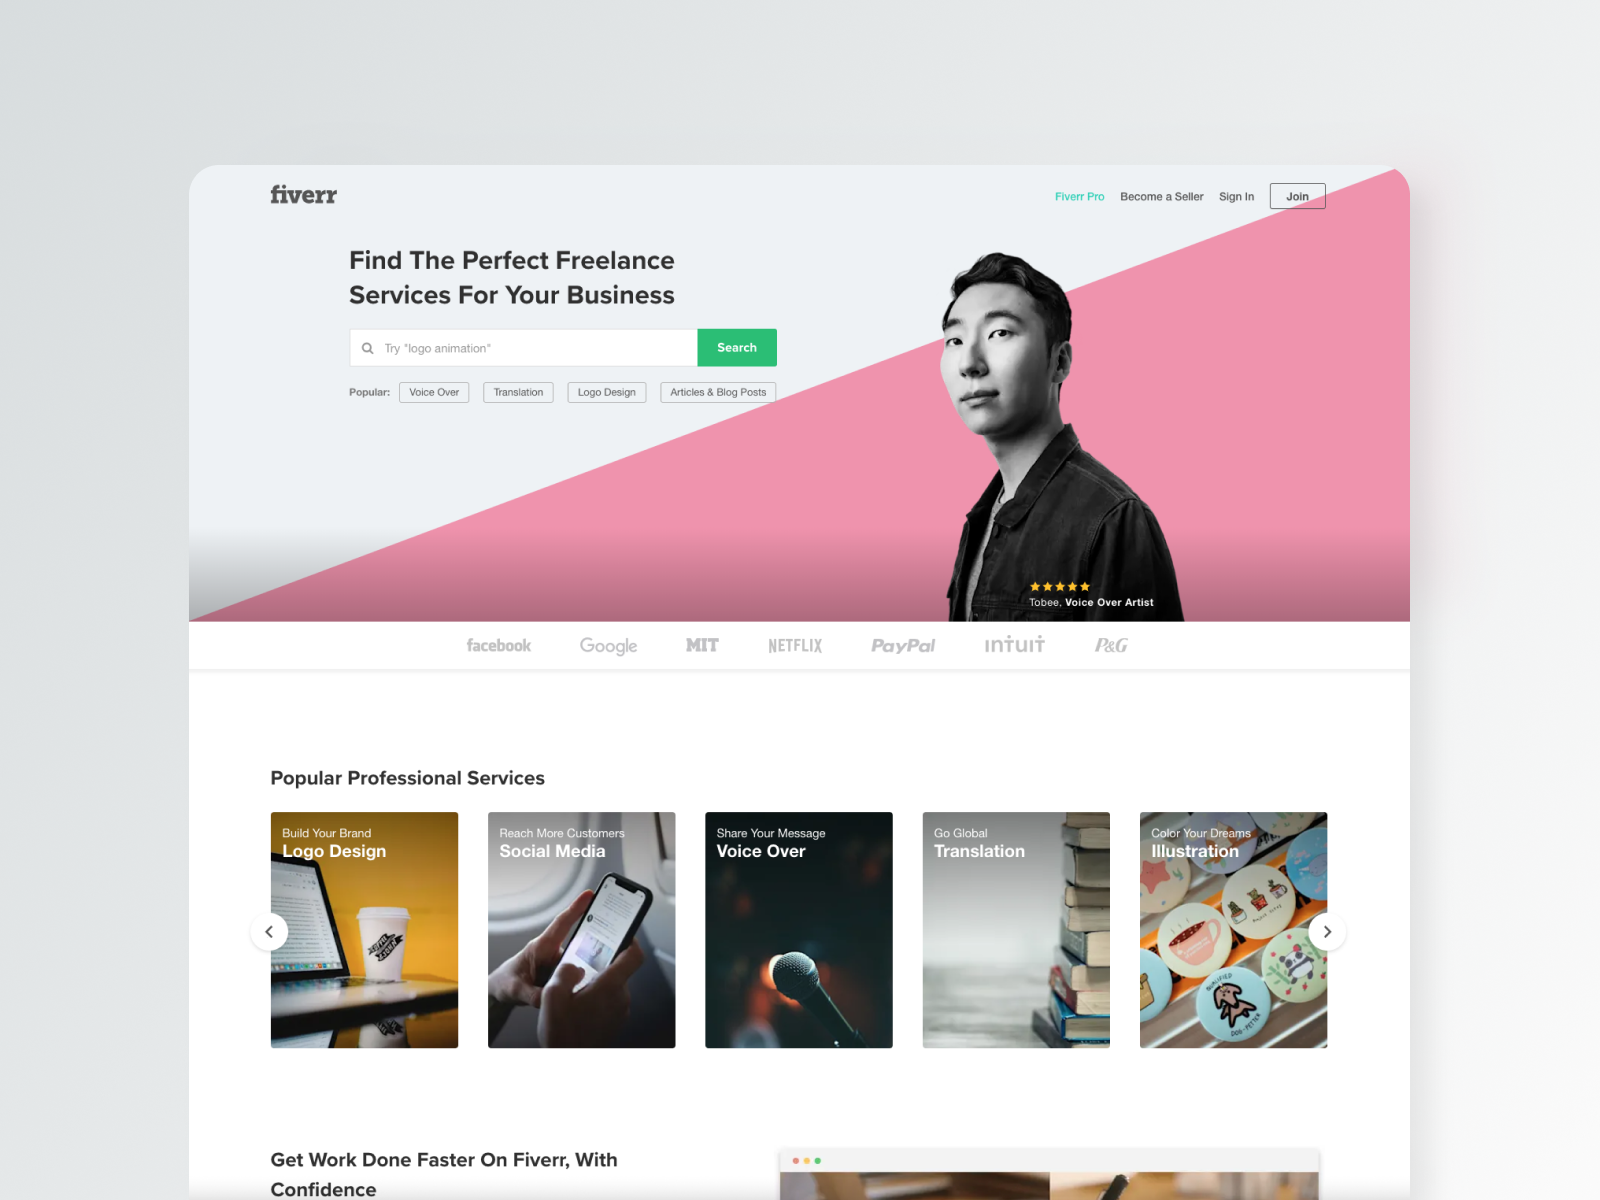 fiverr
Fiverr Pro
Become a Seller
Sign In
Join
Find The Perfect Freelance
Services For Your Business
Try "logo animation"
Search
Popular:
Voice Over
Translation
Logo Design
Articles & Blog Posts
Tobee, Voice Over Artist
facebook
Google
MIT
NETFLIX
PayPal
intuit
P&G
Popular Professional Services
Build Your Brand
Logo Design
Reach More Customers
Social Media
Share Your Message
Voice Over
Go Global
Translation
Color Your Dreams
Illustration
QUALIFIED
DOG-PETTER
Get Work Done Faster On Fiverr, With
Confidence